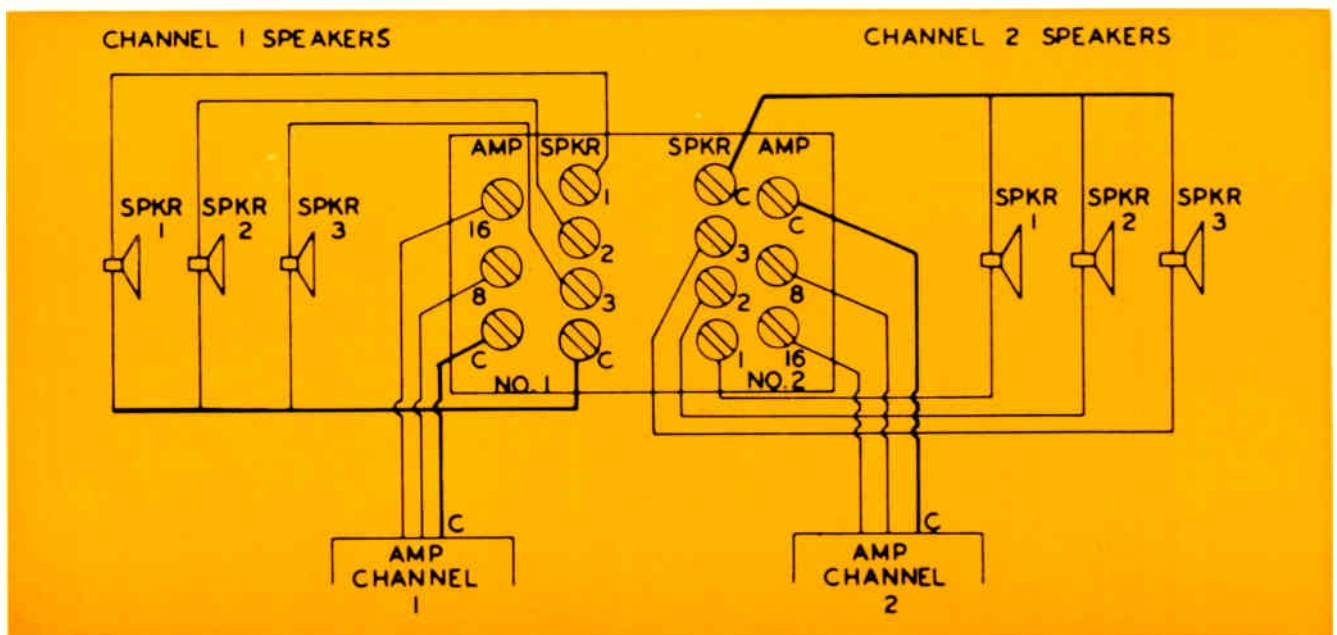 CHANNEL 1 SPEAKERS
CHANNEL 2 SPEAKERS
AMP SPKR SPKR AMP
SPKR 1
SPKR 2
SPKR 3
16
8
C
1
2
3
C
NO. 1
C
3
2
1
C
8
16
NO. 2
SPKR 1
SPKR 2
SPKR 3
C
AMP
CHANNEL
1
C
AMP
CHANNEL
2